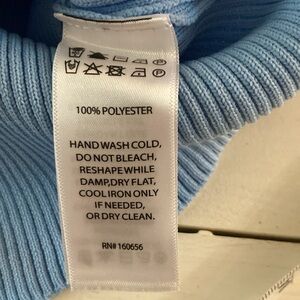 100% POLYESTER
HAND WASH COLD,
DO NOT BLEACH,
RESHAPE WHILE
DAMP,DRY FLAT,
COOL IRON ONLY
IF NEEDED,
OR DRY CLEAN.
RN# 160656